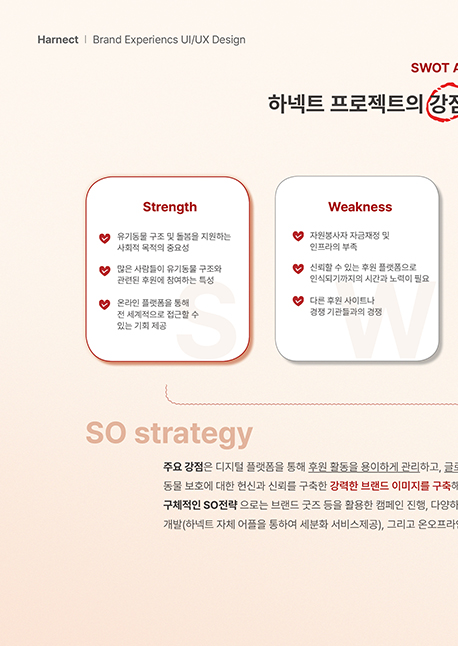 Harnect | Brand Experiencs UI/UX Design
SWOT A
하넥트 프로젝트의 강점
Strength
유기동물 구조 및 돌봄을 지원하는
사회적 목적의 중요성
많은 사람들이 유기동물 구조와
관련된 후원에 참여하는 특성
온라인 플랫폼을 통해
전 세계적으로 접근할 수
있는 기회 제공
S
Weakness
자원봉사자 자금재정 및
인프라의 부족
신뢰할 수 있는 후원 플랫폼으로
인식되기까지의 시간과 노력이 필요
다른 후원 사이트나
경쟁 기관들과의 경쟁
W
SO strategy
주요 강점은 디지털 플랫폼을 통해 후원 활동을 용이하게 관리하고, 글로
동물 보호에 대한 헌신과 신뢰를 구축한 강력한 브랜드 이미지를 구축해
구체적인 SO전략 으로는 브랜드 굿즈 등을 활용한 캠페인 진행, 다양하
개발(하넥트 자체 어플을 통하여 세분화 서비스제공), 그리고 온오프라인